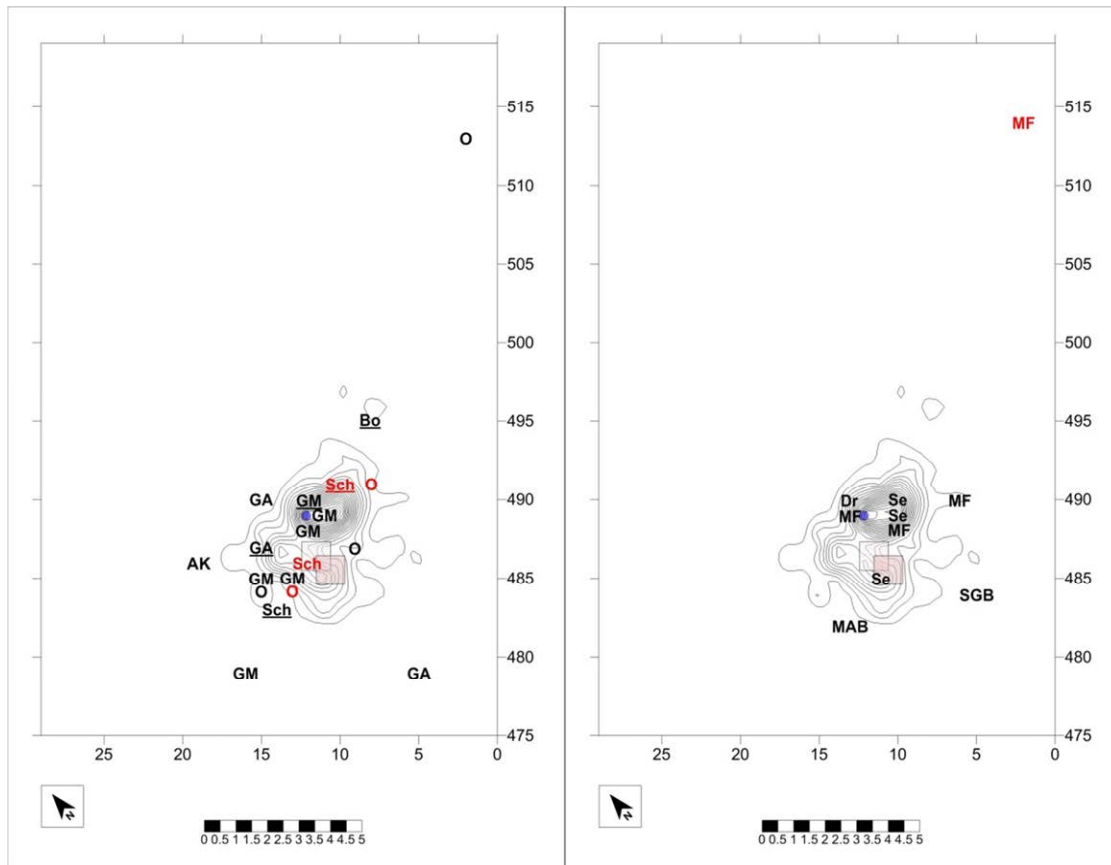 515
O
510
505
500
495
Bo
Sch O
GA GM
490
GM
GM
GA O
AK Sch
GM GM
485
O O
Sch
480
GM GA
475
25 20 15 10 5 0
N
0 0.5 1 1.5 2 2.5 3 3.5 4 4.5 5
MF
515
510
505
500
495
Dr Se MF
490
MF Se
MF
Se
485
SGB
MAB
480
475
25 20 15 10 5 0
N
0 0.5 1 1.5 2 2.5 3 3.5 4 4.5 5